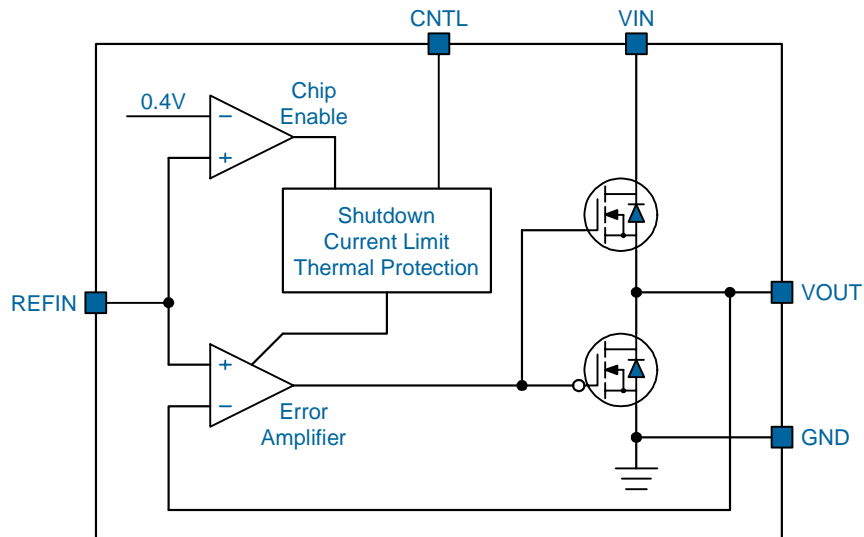 CNTL
VIN
0.4V
Chip
Enable
−
+
Shutdown
Current Limit
Thermal Protection
REFIN
VOUT
+
−
Error
Amplifier
GND